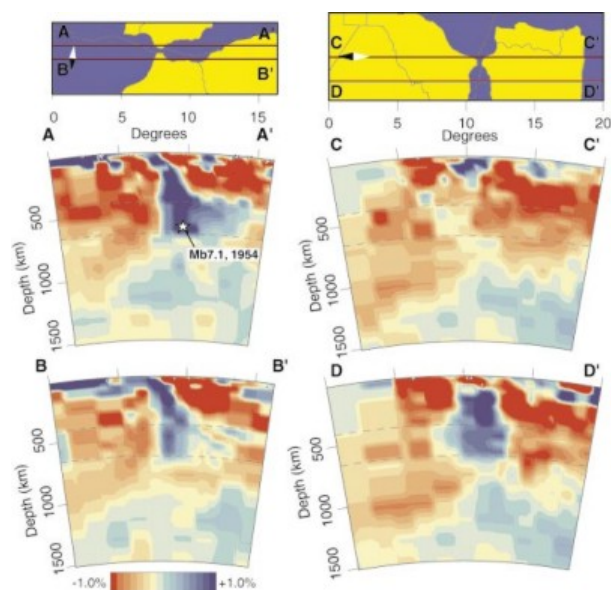 A A'
B B'
C C'
D D'
0 5 10 15
Degrees
0 5 10 15 20
Degrees
A A'
Depth (km)
500
1000
1500
Mb7.1, 1954
C C'
Depth (km)
500
1000
1500
B B'
Depth (km)
500
1000
1500
D D'
Depth (km)
500
1000
1500
-1.0% +1.0%